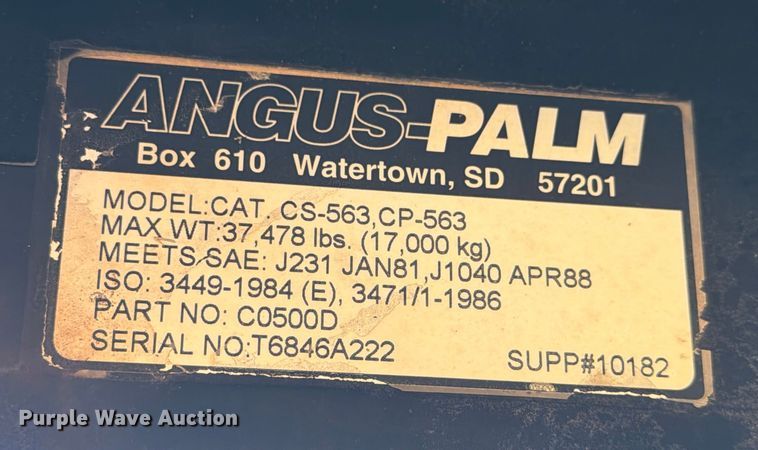 ANGUS-PALM
Box 610 Watertown, SD 57201
MODEL:CAT. CS-563,CP-563
MAX WT:37,478 lbs. (17,000 kg)
MEETS SAE: J231 JAN81,J1040 APR88
ISO: 3449-1984 (E), 3471/1-1986
PART NO: C0500D
SERIAL NO:T6846A222
SUPP#10182
Purple Wave Auction